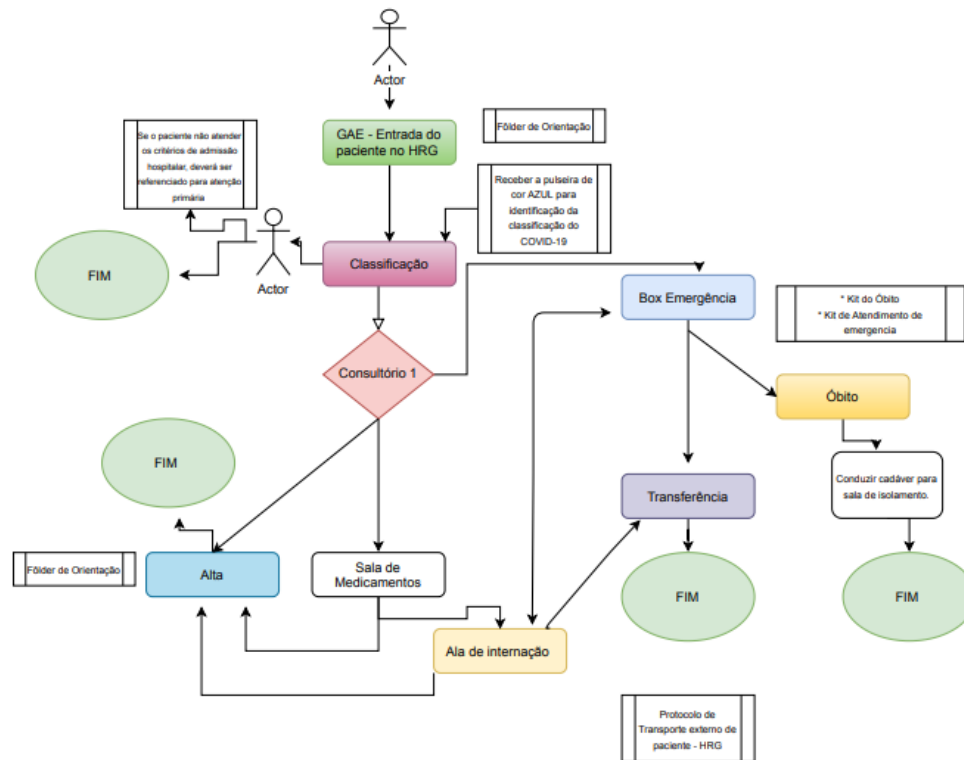 Actor
GAE - Entrada do
paciente no HRG
Fôlder de Orientação
Se o paciente não atender
os critérios de admissão
hospitalar, deverá ser
referenciado para atenção
primária
Receber a pulseira de
cor AZUL para
identificação da
classificação do
COVID-19
Actor
FIM
Classificação
Box Emergência
* Kit do Óbito
* Kit de Atendimento de
emergencia
Consultório 1
Óbito
FIM
Transferência
Conduzir cadáver para
sala de isolamento.
Fôlder de Orientação
Alta
Sala de
Medicamentos
FIM
FIM
Ala de internação
Protocolo de
Transporte externo de
paciente - HRG